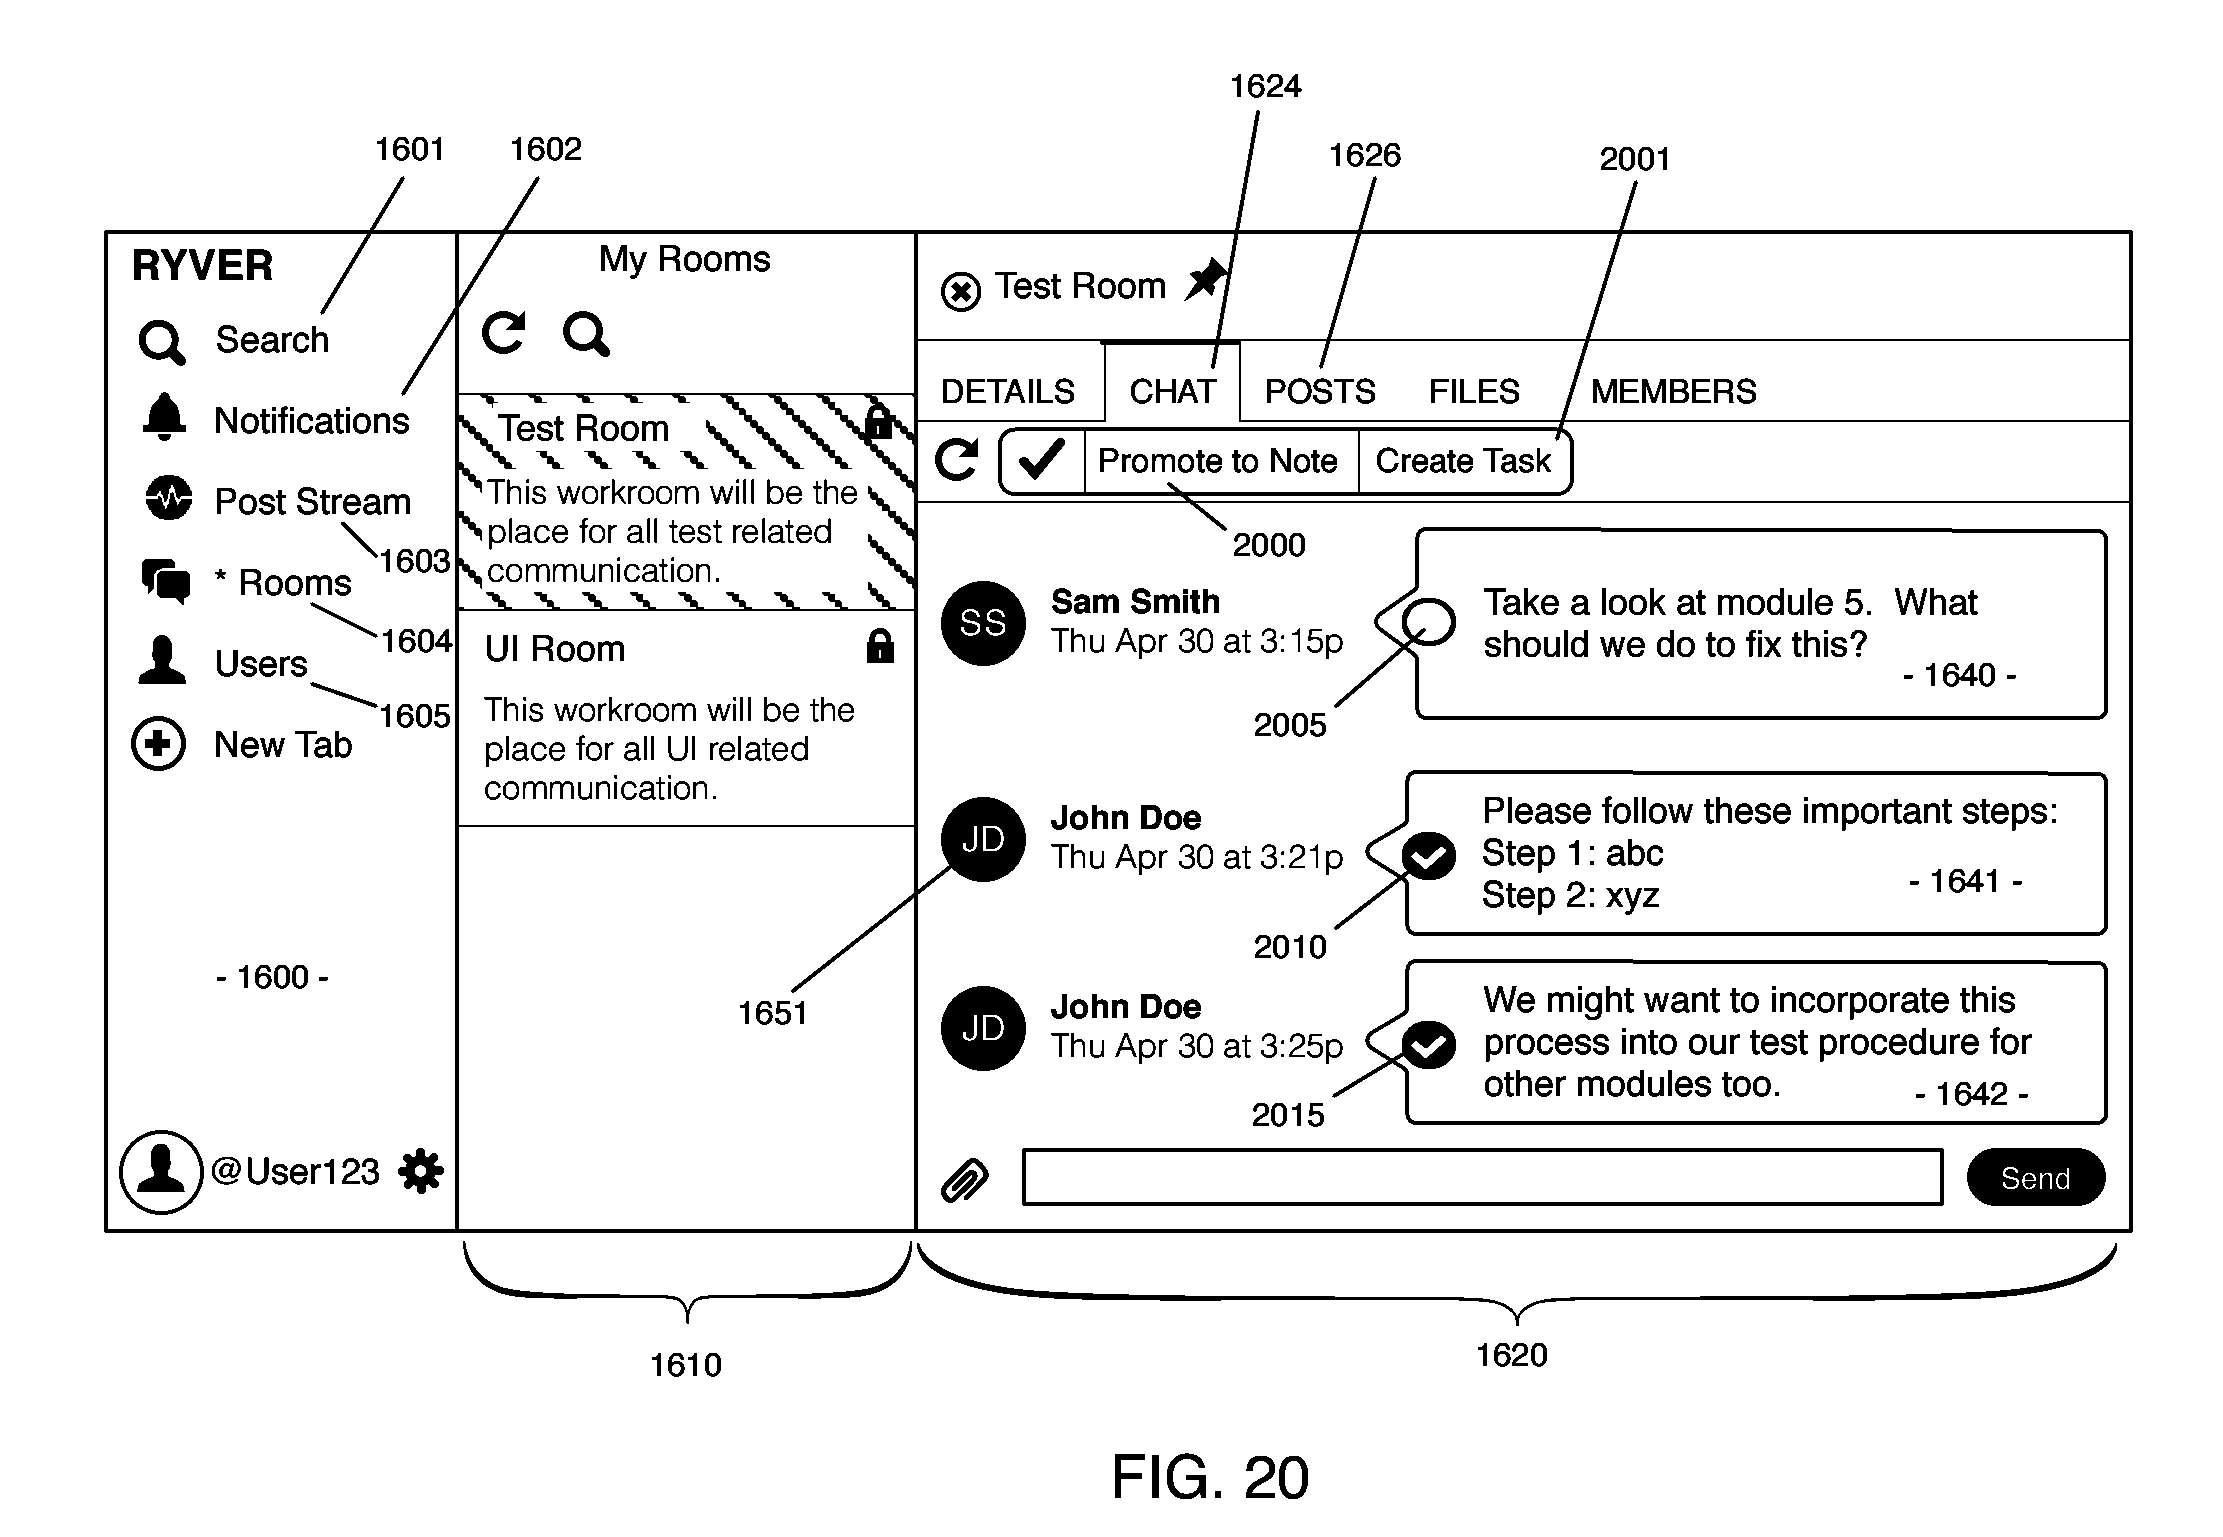 1624
1601 1602
1626 2001
RYVER
Search
Notifications
Post Stream
1603
* Rooms
1604
Users
1605
New Tab
- 1600 -
@User123
My Rooms
Test Room
This workroom will be the
place for all test related
communication.
UI Room
This workroom will be the
place for all UI related
communication.
1651
Test Room
DETAILS CHAT POSTS FILES MEMBERS
Promote to Note Create Task
2000
SS
Sam Smith
Thu Apr 30 at 3:15p
Take a look at module 5. What
should we do to fix this?
- 1640 -
2005
JD
John Doe
Thu Apr 30 at 3:21p
Please follow these important steps:
Step 1: abc
Step 2: xyz
- 1641 -
2010
JD
John Doe
Thu Apr 30 at 3:25p
We might want to incorporate this
process into our test procedure for
other modules too.
- 1642 -
2015
Send
1610
1620
FIG. 20